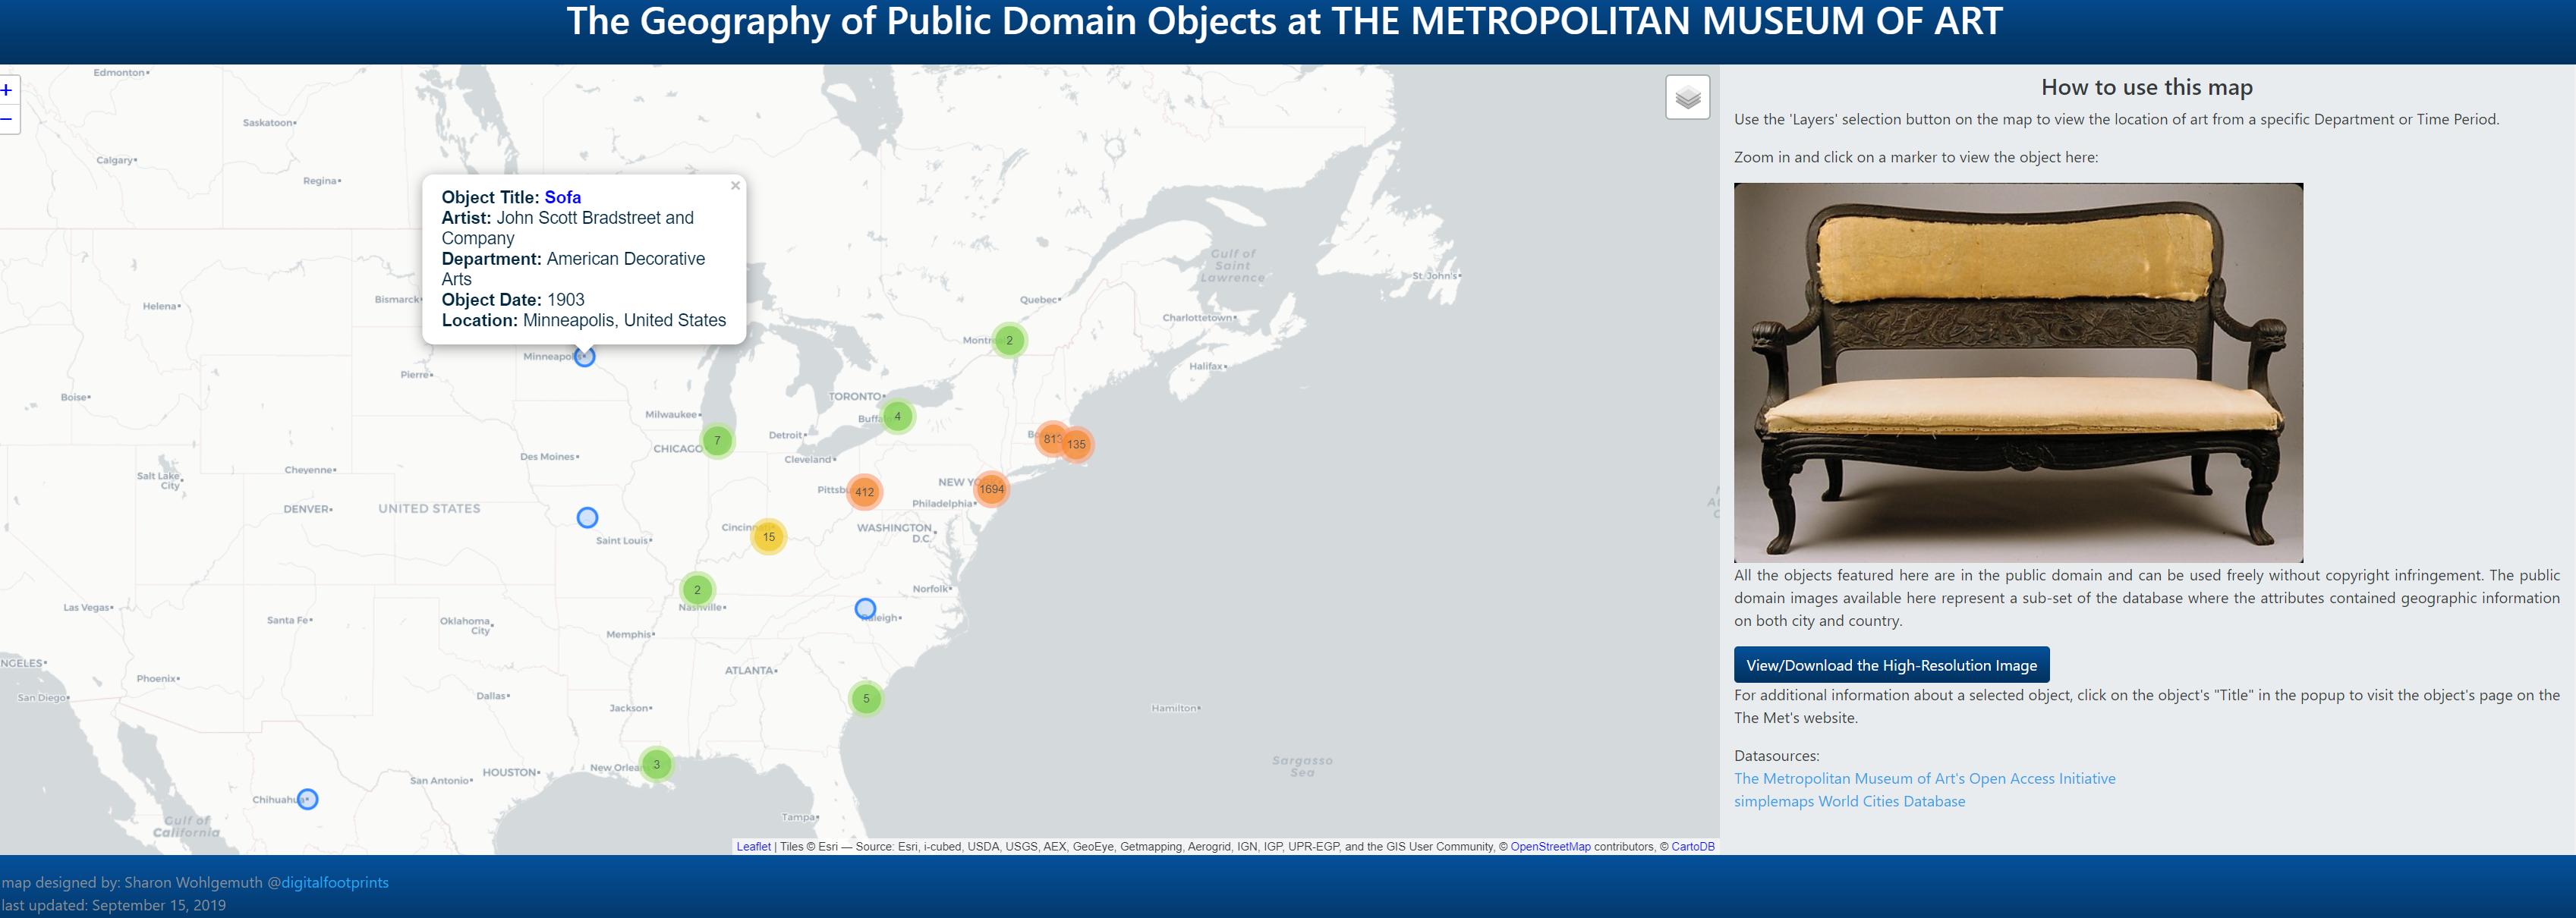 The Geography of Public Domain Objects at THE METROPOLITAN MUSEUM OF ART
+
−
Edmonton
Saskatoon
Calgary
Regina
Object Title: Sofa
×
Artist: John Scott Bradstreet and
Company
Department: American Decorative
Arts
Object Date: 1903
Location: Minneapolis, United States
Gulf of
Saint
Lawrence
St John's
Helena
Bismarck
Quebec
Charlottetown
Montre
2
Minneapol
Halifax
Pierre
Boise
TORONTO
Buff
4
Milwaukee
7
CHICAGO
Detroit
813
135
Des Moines
Cleveland
Salt Lake
City
Cheyenne
Pittsb
412
NEW YO
1694
Philadelphia
DENVER
UNITED STATES
Cincinn
15
WASHINGTON
D.C.
Saint Louis
2
Nashville
Norfolk
Las Vegas
Santa Fe
Oklahoma
City
Memphis
leigh
NGELES
Phoenix
ATLANTA
San Diego
Dallas
5
Jackson
Hamilton
New Orlea
3
HOUSTON
San Antonio
Sargasso
Sea
Chihuahua
Gulf of
California
Tampa
Leaflet | Tiles © Esri — Source: Esri, i-cubed, USDA, USGS, AEX, GeoEye, Getmapping, Aerogrid, IGN, IGP, UPR-EGP, and the GIS User Community, © OpenStreetMap contributors, © CartoDB
How to use this map
Use the 'Layers' selection button on the map to view the location of art from a specific Department or Time Period.
Zoom in and click on a marker to view the object here:
All the objects featured here are in the public domain and can be used freely without copyright infringement. The public
domain images available here represent a sub-set of the database where the attributes contained geographic information
on both city and country.
View/Download the High-Resolution Image
For additional information about a selected object, click on the object's "Title" in the popup to visit the object's page on the
The Met's website.
Datasources:
The Metropolitan Museum of Art's Open Access Initiative
simplemaps World Cities Database
map designed by: Sharon Wohlgemuth @digitalfootprints
last updated: September 15, 2019